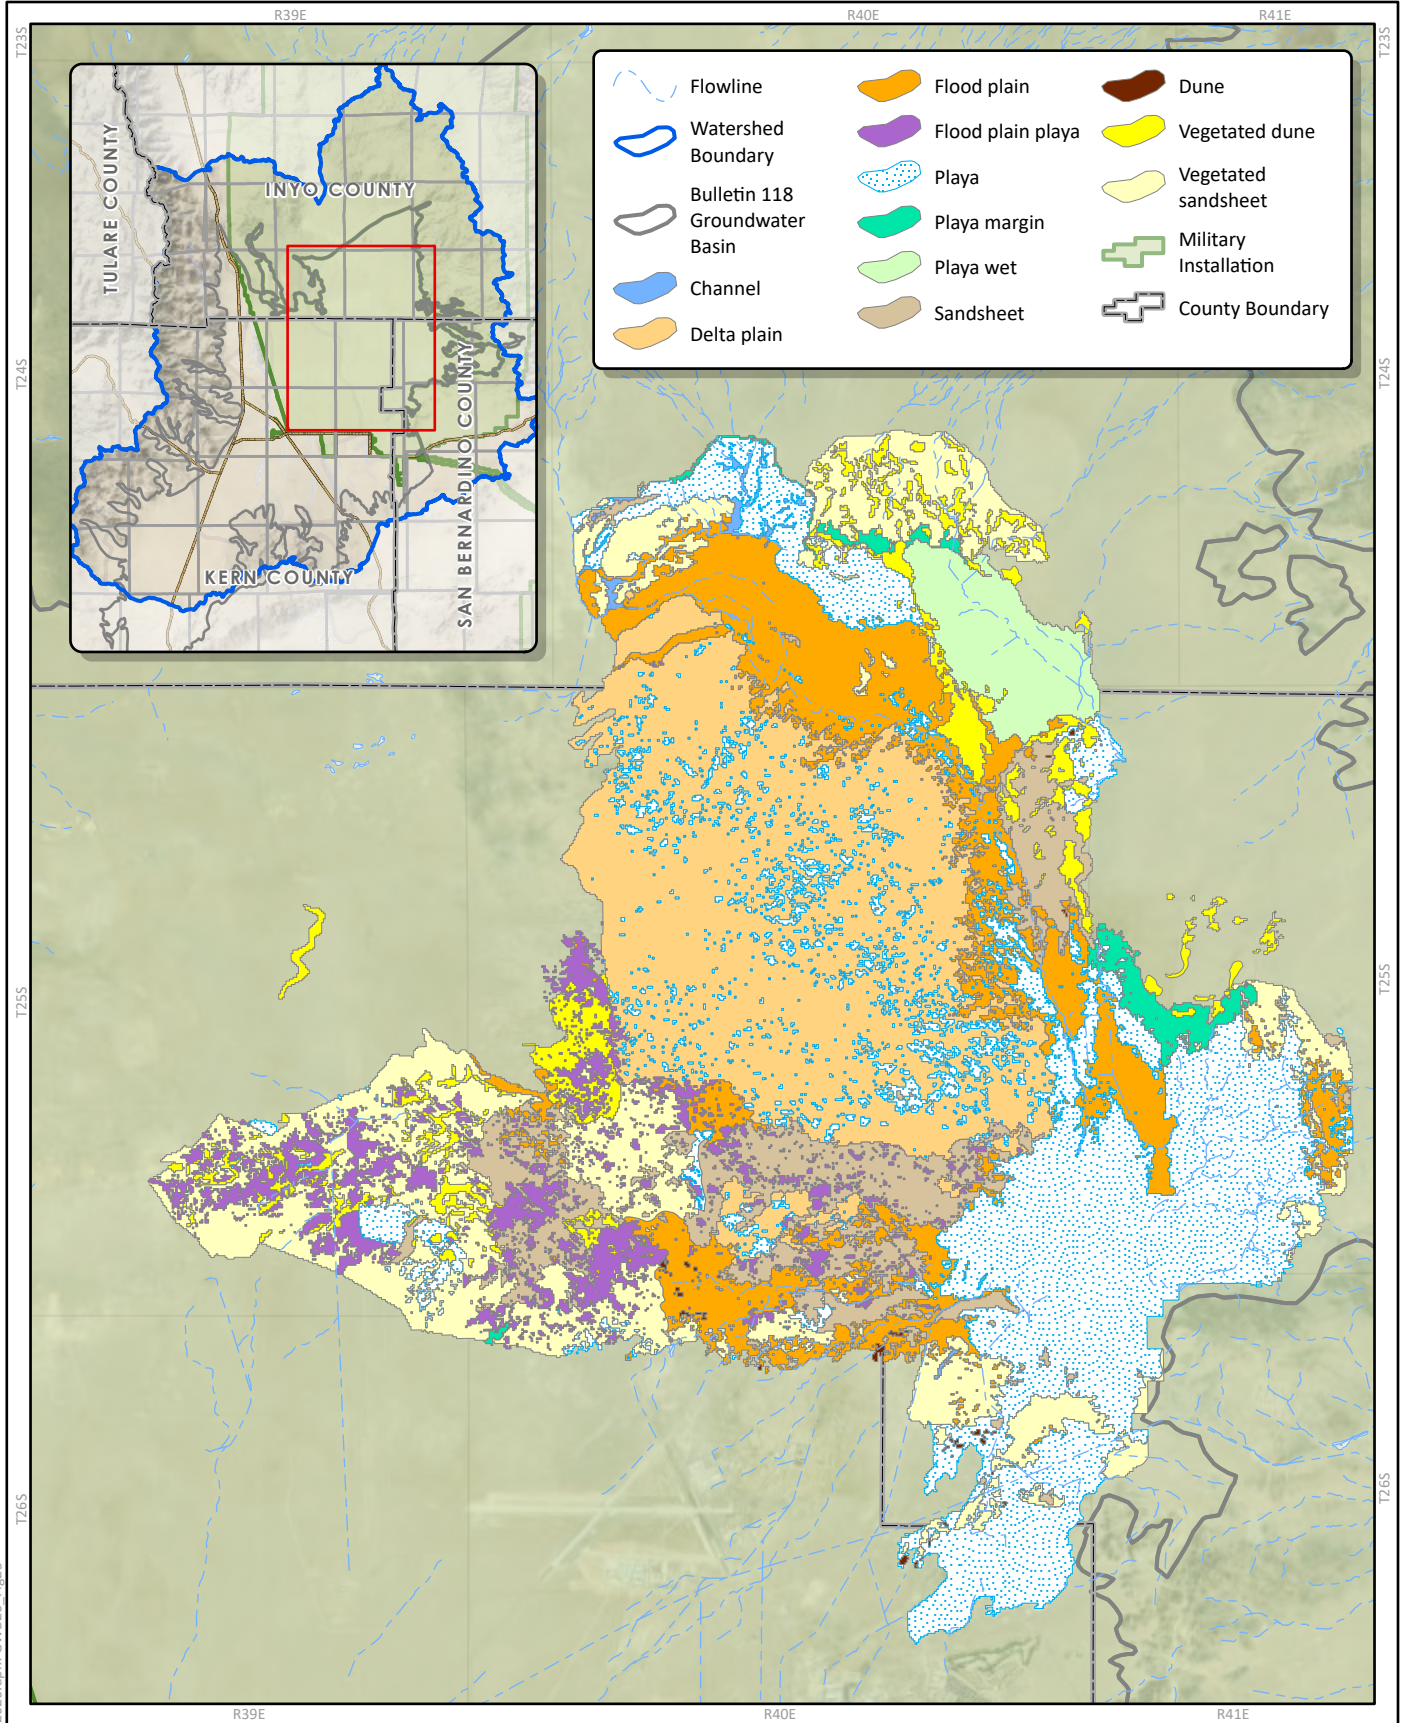 R39E
R40E
R41E
T23S
T23S
Flowline
Watershed
Boundary
Bulletin 118
Groundwater
Basin
Channel
Delta plain
Flood plain
Flood plain playa
Playa
Playa margin
Playa wet
Sandsheet
Dune
Vegetated dune
Vegetated
sandsheet
Military
Installation
County Boundary
TULARE COUNTY
INYO COUNTY
SAN BERNARDINO COUNTY
KERN COUNTY
T24S
T24S
T25S
T25S
T26S
T26S
R39E
R40E
R41E